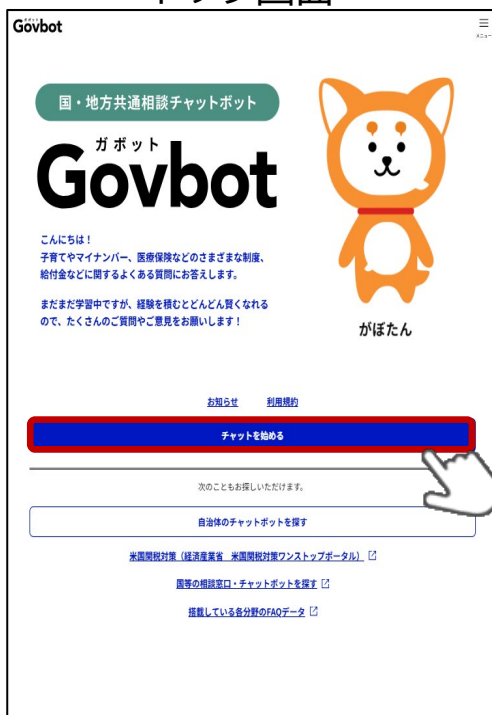 トップ画面
Govbot
メニュー
国・地方共通相談チャットボット
ガボット
Govbot
こんにちは！
子育てやマイナンバー、医療保険などのさまざまな制度、
給付金などに関するよくある質問にお答えします。
まだまだ学習中ですが、経験を積むとどんどん賢くなれる
ので、たくさんのご質問やご意見をお願いします！
がぼたん
お知らせ 利用規約
チャットを始める
次のこともお探しいただけます。
自治体のチャットボットを探す
米国関税対策（経済産業省 米国関税対策ワンストップポータル）
国等の相談窓口・チャットボットを探す
搭載している各分野のFAQデータ